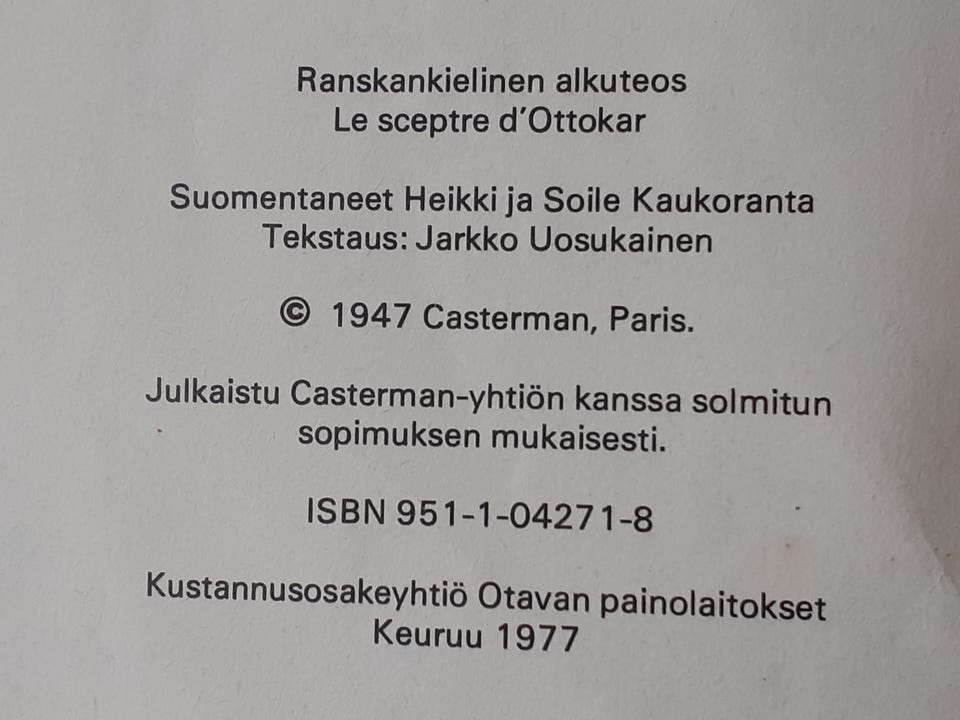 Ranskankielinen alkuteos
Le sceptre d'Ottokar
Suomentaneet Heikki ja Soile Kaukoranta
Tekstaus: Jarkko Uosukainen
© 1947 Casterman, Paris.
Julkaistu Casterman-yhtiön kanssa solmitun
sopimuksen mukaisesti.
ISBN 951-1-04271-8
Kustannusosakeyhtiö Otavan painolaitokset
Keuruu 1977